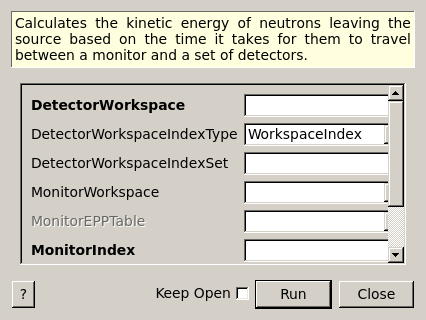 Calculates the kinetic energy of neutrons leaving the
source based on the time it takes for them to travel
between a monitor and a set of detectors.
DetectorWorkspace
DetectorWorkspaceIndexType WorkspaceIndex
DetectorWorkspaceIndexSet
MonitorWorkspace
MonitorEPPTable
MonitorIndex
? Keep Open Run Close